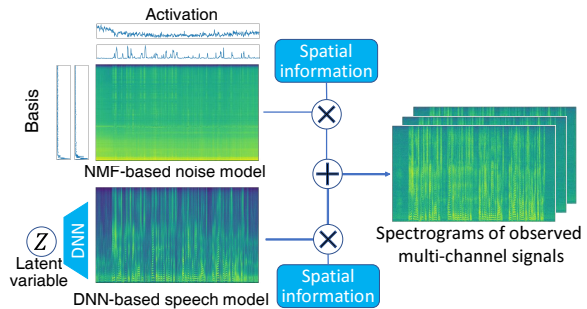 Activation
Basis
Spatial
information
NMF-based noise model
Z
Latent
variable
DNN
DNN-based speech model
Spatial
information
Spectrograms of observed
multi-channel signals